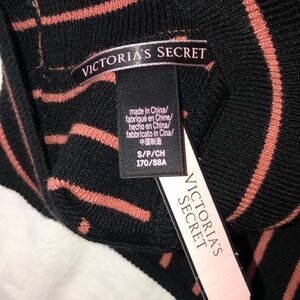 VICTORIA'S SECRET
made in China/
fabriqué en Chine/
hecho en China/
fabbricato in Cina/
中国制造
S/P/CH
170/88A
VICTORIA'S
SECRET